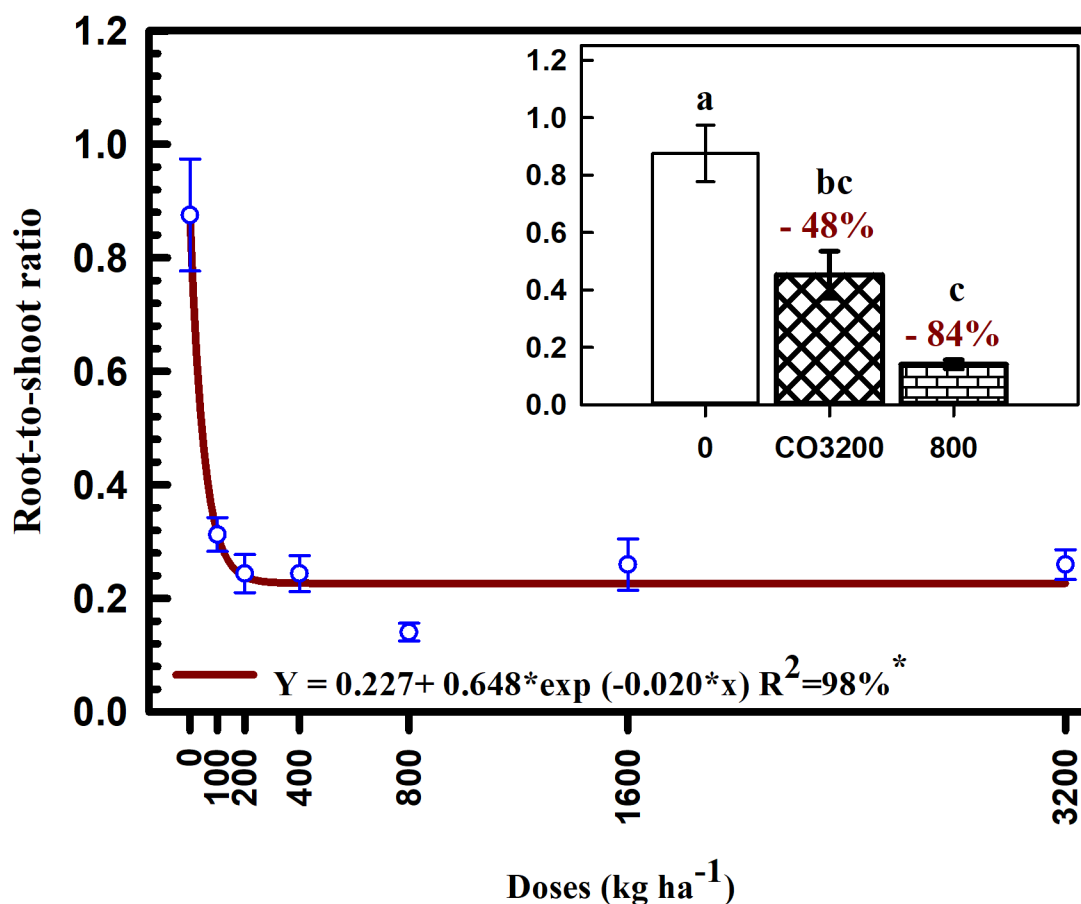 Root-to-shoot ratio
1.2
1.0
0.8
0.6
0.4
0.2
0.0
1.2
1.0
0.8
0.6
0.4
0.2
0.0
a
bc
- 48%
c
- 84%
0 CO3200 800
Y = 0.227+ 0.648*exp (-0.020*x) R²=98%*
0 100 200 400 800 1600 3200
Doses (kg ha⁻¹)